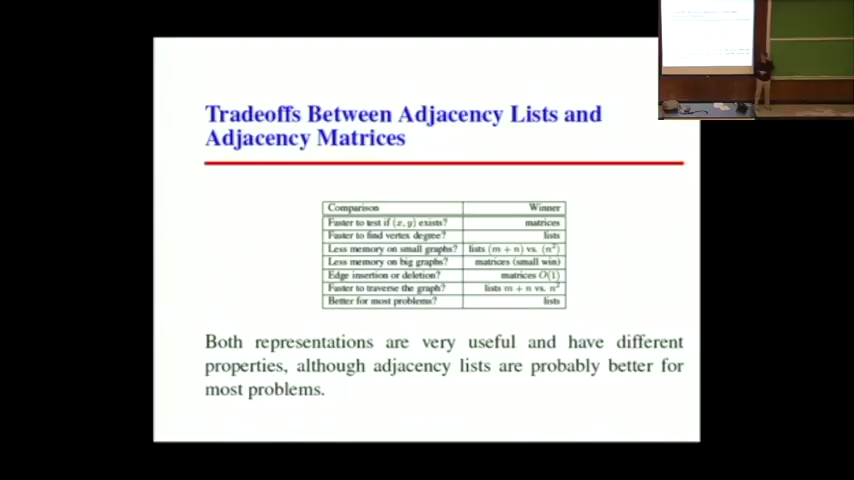 Tradeoffs Between Adjacency Lists and
Adjacency Matrices
Comparison Winner
Faster to test if (x, y) exists? matrices
Faster to find vertex degree? lists
Less memory on small graphs? lists (m + n) vs. (n²)
Less memory on big graphs? matrices (small win)
Edge insertion or deletion? matrices O(1)
Faster to traverse the graph? lists m + n vs. n²
Better for most problems? lists
Both representations are very useful and have different
properties, although adjacency lists are probably better for
most problems.